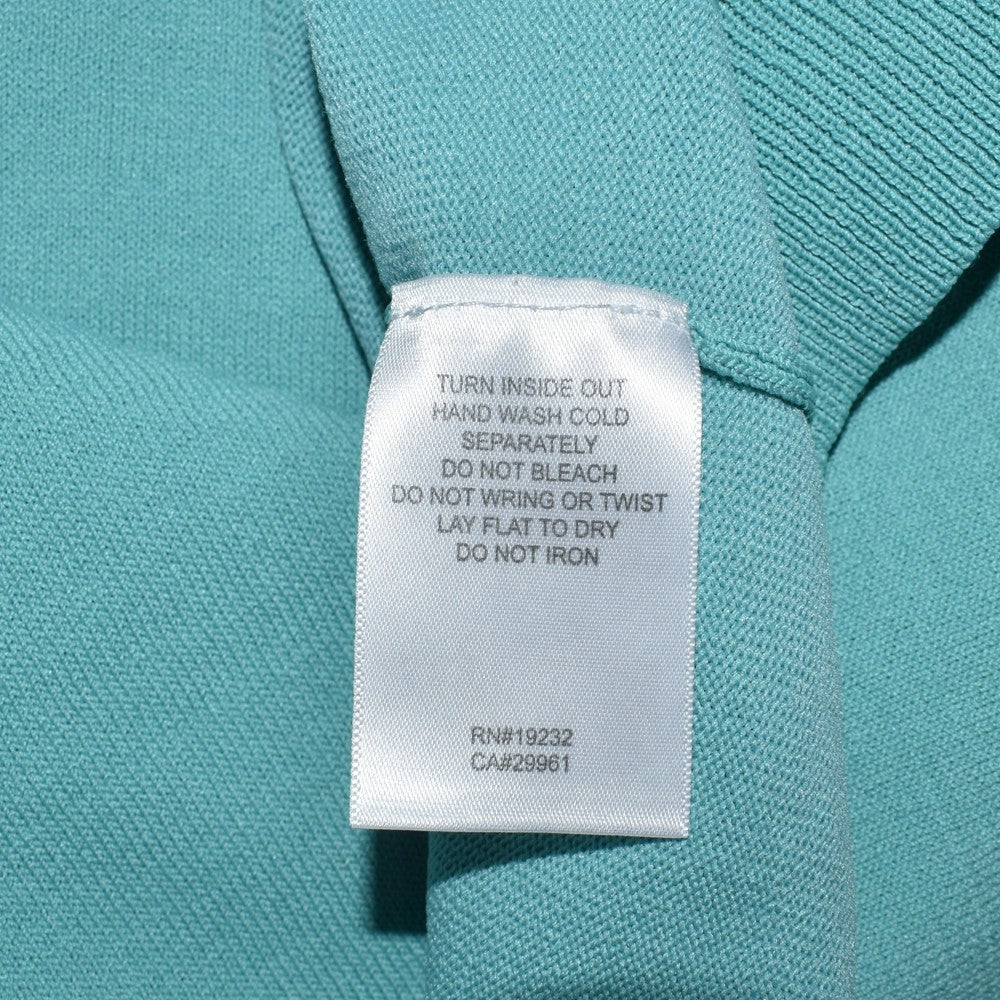 TURN INSIDE OUT
HAND WASH COLD
SEPARATELY
DO NOT BLEACH
DO NOT WRING OR TWIST
LAY FLAT TO DRY
DO NOT IRON
RN#19232
CA#29961